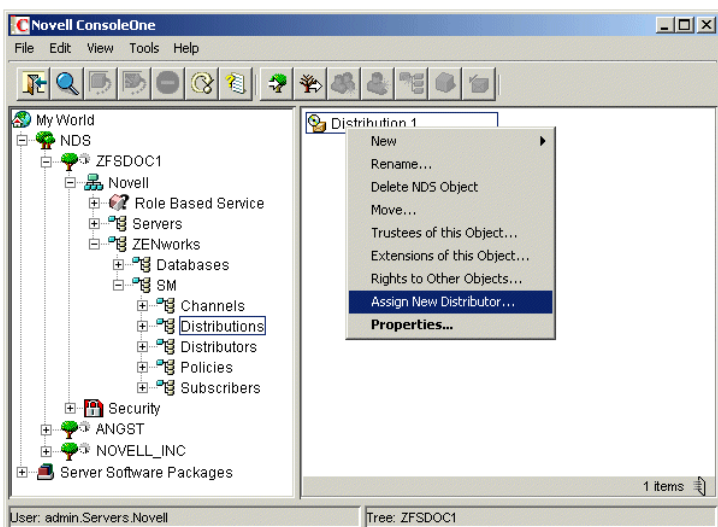 Novell ConsoleOne
File Edit View Tools Help
My World
NDS
ZFSDOC1
Novell
Role Based Service
Servers
ZENworks
Databases
SM
Channels
Distributions
Distributors
Policies
Subscribers
Security
ANGST
NOVELL_INC
Server Software Packages
Distribution 1
New
Rename...
Delete NDS Object
Move...
Trustees of this Object...
Extensions of this Object...
Rights to Other Objects...
Assign New Distributor...
Properties...
1 items
User: admin.Servers.Novell
Tree: ZFSDOC1